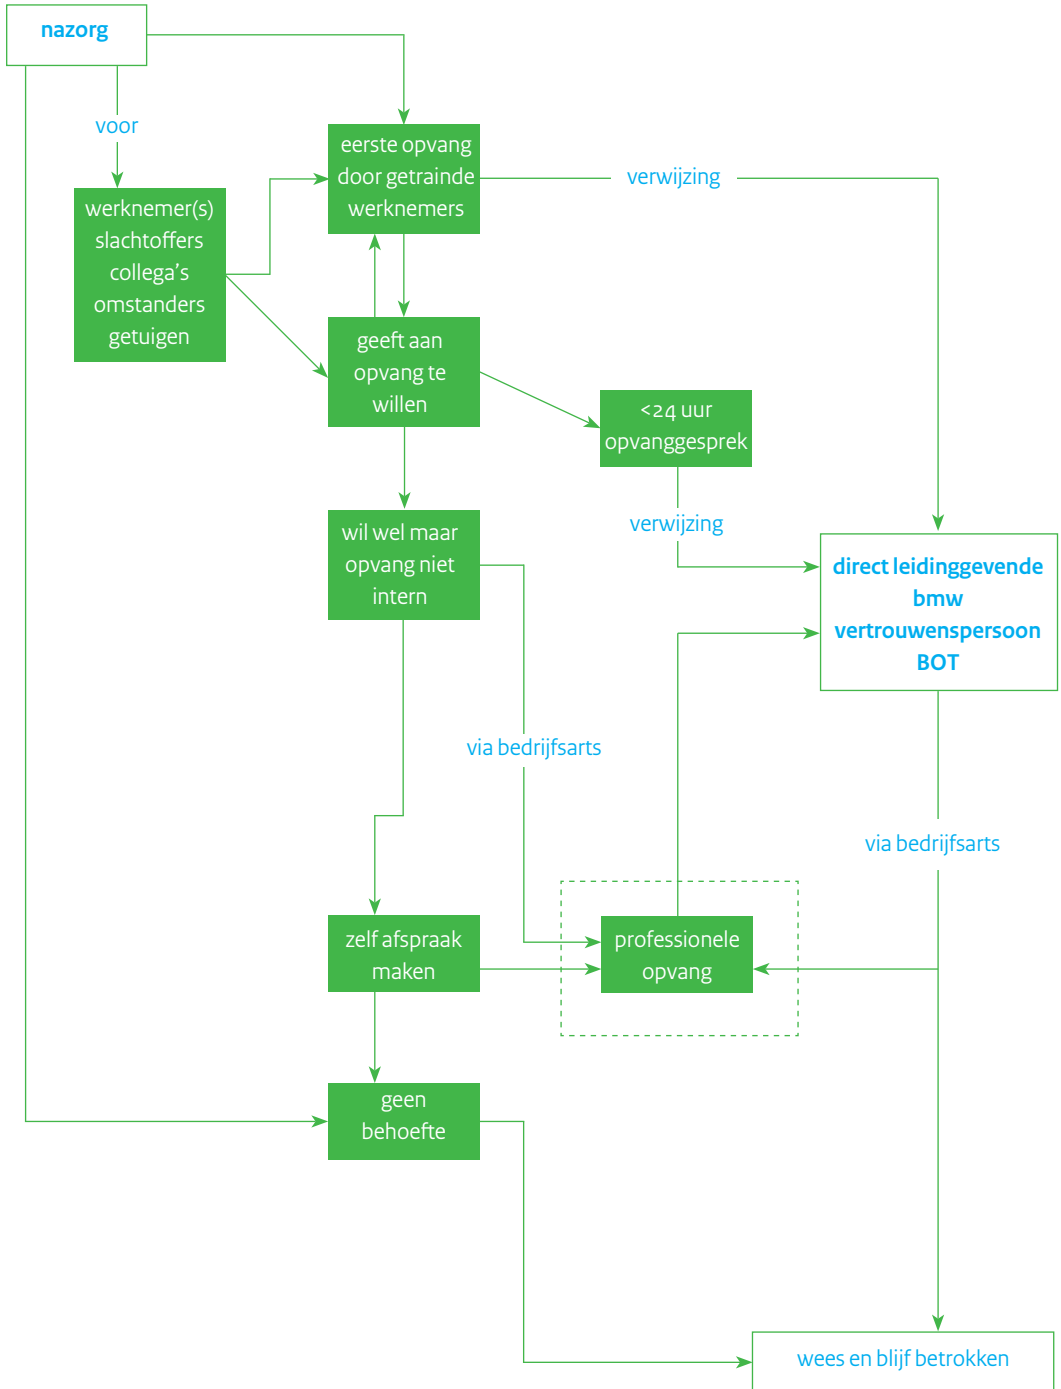 nazorg
voor
werknemer(s)
slachtoffers
collega's
omstanders
getuigen
eerste opvang
door getrainde
werknemers
verwijzing
geeft aan
opvang te
willen
<24 uur
opvanggesprek
verwijzing
wil wel maar
opvang niet
intern
direct leidinggevende
bmw
vertrouwenspersoon
BOT
via bedrijfsarts
via bedrijfsarts
zelf afspraak
maken
professionele
opvang
geen
behoefte
wees en blijf betrokken